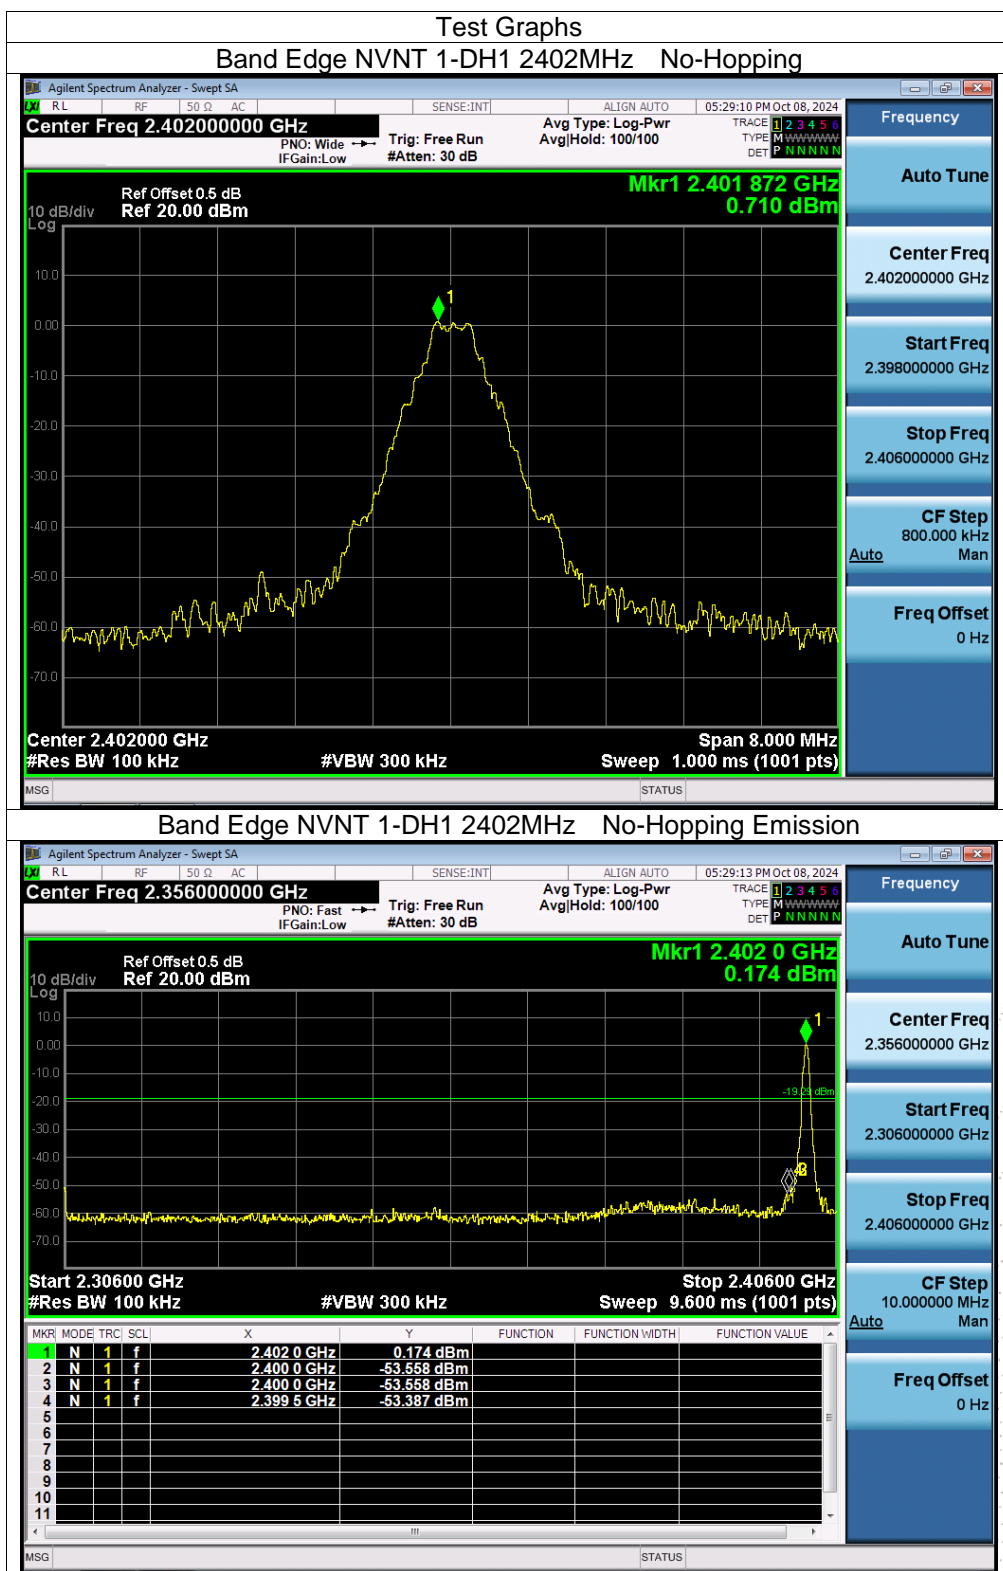 Test Graphs
Band Edge NVNT 1-DH1 2402MHz No-Hopping
Agilent Spectrum Analyzer - Swept SA
LXI RL RF 50 Ω AC SENSE:INT ALIGN AUTO 05:29:10 PM Oct 08, 2024
Center Freq 2.402000000 GHz
PNO: Wide
IFGain:Low
Trig: Free Run
#Atten: 30 dB
Avg Type: Log-Pwr
Avg|Hold: 100/100
TRACE 1 2 3 4 5 6
TYPE M WWWWW
DET P N N N N N
Frequency
Auto Tune
Center Freq
2.402000000 GHz
Start Freq
2.398000000 GHz
Stop Freq
2.406000000 GHz
CF Step
800.000 kHz
Auto Man
Freq Offset
0 Hz
Mkr1 2.401 872 GHz
0.710 dBm
Ref Offset 0.5 dB
10 dB/div Ref 20.00 dBm
Log
10.0
0.00
-10.0
-20.0
-30.0
-40.0
-50.0
-60.0
-70.0
1
Center 2.402000 GHz Span 8.000 MHz
#Res BW 100 kHz #VBW 300 kHz Sweep 1.000 ms (1001 pts)
MSG STATUS
Band Edge NVNT 1-DH1 2402MHz No-Hopping Emission
Agilent Spectrum Analyzer - Swept SA
LXI RL RF 50 Ω AC SENSE:INT ALIGN AUTO 05:29:13 PM Oct 08, 2024
Center Freq 2.356000000 GHz
PNO: Fast
IFGain:Low
Trig: Free Run
#Atten: 30 dB
Avg Type: Log-Pwr
Avg|Hold: 100/100
TRACE 1 2 3 4 5 6
TYPE M WWWWW
DET P N N N N N
Frequency
Auto Tune
Center Freq
2.356000000 GHz
Start Freq
2.306000000 GHz
Stop Freq
2.406000000 GHz
CF Step
10.000000 MHz
Auto Man
Freq Offset
0 Hz
Mkr1 2.402 0 GHz
0.174 dBm
Ref Offset 0.5 dB
10 dB/div Ref 20.00 dBm
Log
10.0
0.00
-10.0
-20.0
-30.0
-40.0
-50.0
-60.0
-70.0
1
-19.29 dBm
Start 2.30600 GHz Stop 2.40600 GHz
#Res BW 100 kHz #VBW 300 kHz Sweep 9.600 ms (1001 pts)
MKR MODE TRC SCL X Y FUNCTION FUNCTION WIDTH FUNCTION VALUE
1 N 1 f 2.402 0 GHz 0.174 dBm
2 N 1 f 2.400 0 GHz -53.558 dBm
3 N 1 f 2.400 0 GHz -53.558 dBm
4 N 1 f 2.399 5 GHz -53.387 dBm
5
6
7
8
9
10
11
MSG STATUS